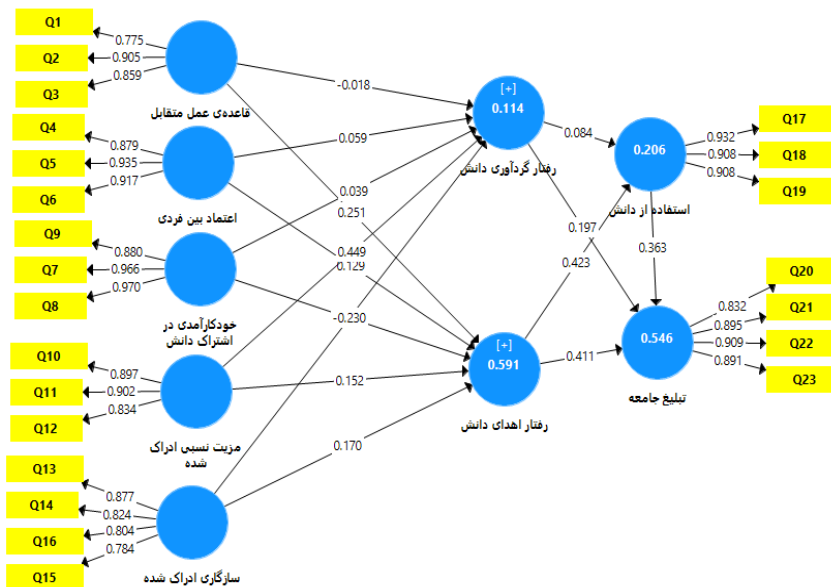 Q1
0.775
Q2
0.905
Q3
0.859
قاعده‌ی عمل متقابل
Q4
0.879
Q5
0.935
Q6
0.917
اعتماد بین فردی
Q9
0.880
Q7
0.966
Q8
0.970
خودکارآمدی در
اشتراک دانش
Q10
0.897
Q11
0.902
Q12
0.834
مزیت نسبی ادراک
شده
Q13
0.877
Q14
0.824
Q16
0.804
Q15
0.784
سازگاری ادراک شده
-0.018
0.059
0.039
0.251
0.449
0.129
-0.230
0.152
0.170
[+]
0.114
رفتار گردآوری دانش
[+]
0.591
رفتار اهدای دانش
0.084
0.197
0.423
0.411
0.206
استفاده از دانش
0.363
0.546
تبلیغ جامعه
Q17
0.932
Q18
0.908
Q19
0.908
Q20
0.832
Q21
0.895
Q22
0.909
Q23
0.891